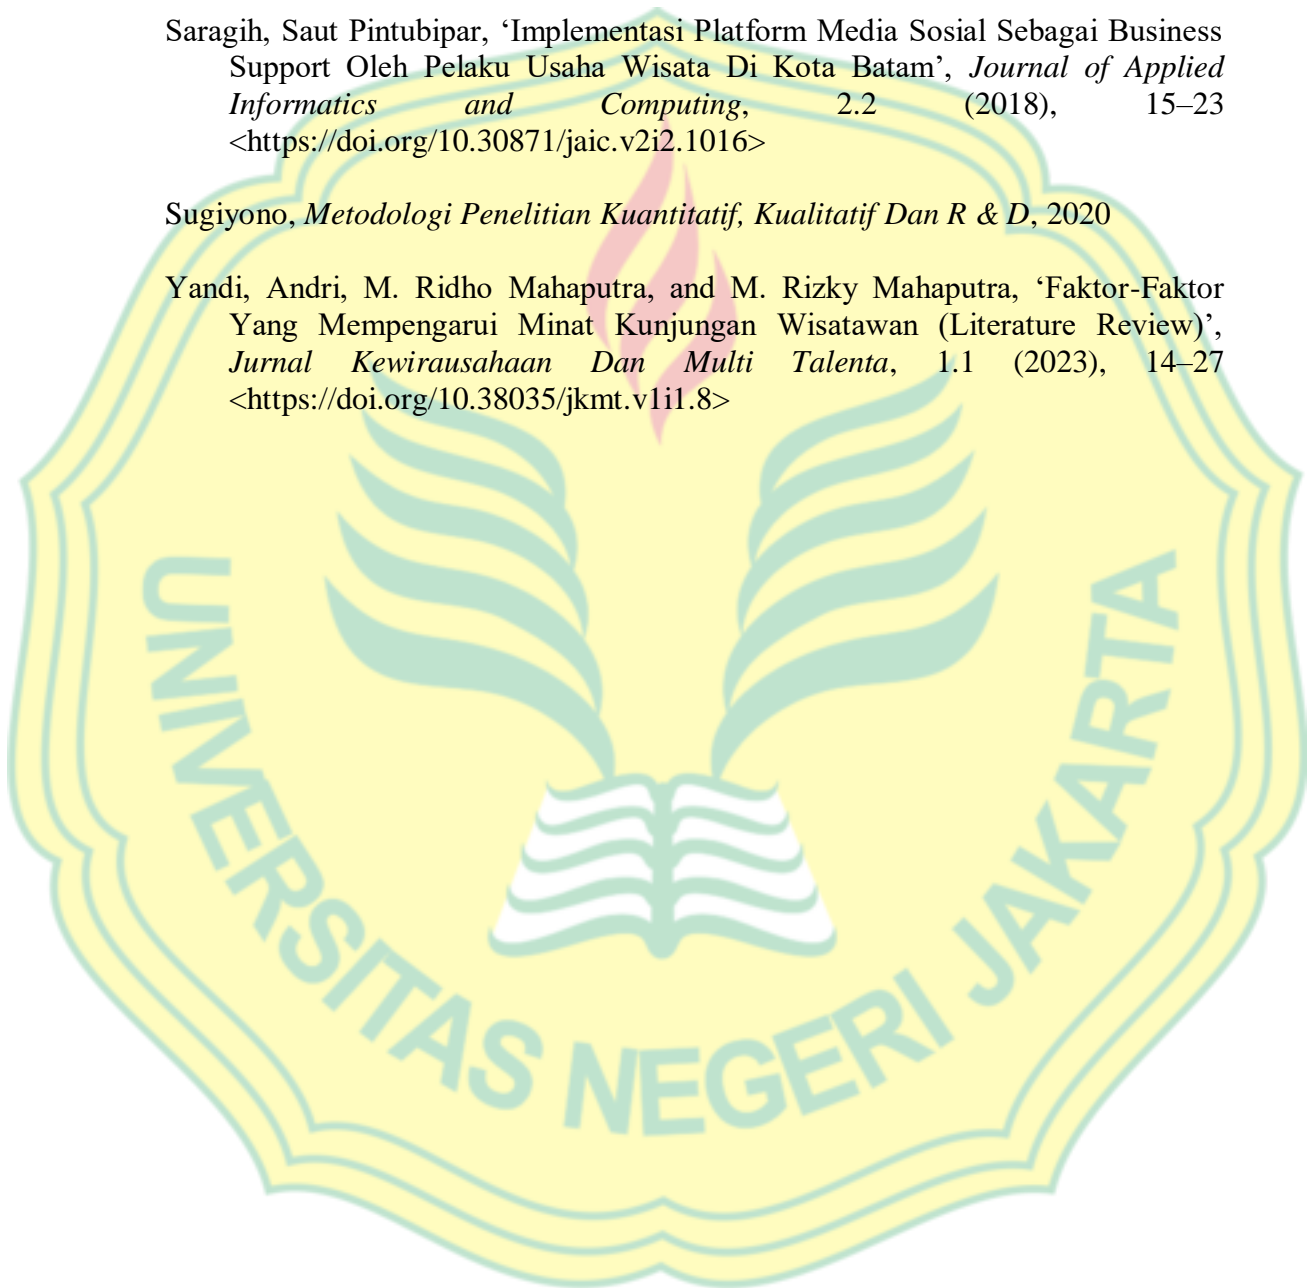 Saragih, Saut Pintubipar, ‘Implementasi Platform Media Sosial Sebagai Business
Support Oleh Pelaku Usaha Wisata Di Kota Batam’, Journal of Applied
Informatics and Computing, 2.2 (2018), 15–23
<https://doi.org/10.30871/jaic.v2i2.1016>
Sugiyono, Metodologi Penelitian Kuantitatif, Kualitatif Dan R & D, 2020
Yandi, Andri, M. Ridho Mahaputra, and M. Rizky Mahaputra, ‘Faktor-Faktor
Yang Mempengarui Minat Kunjungan Wisatawan (Literature Review)’,
Jurnal Kewirausahaan Dan Multi Talenta, 1.1 (2023), 14–27
<https://doi.org/10.38035/jkmt.v1i1.8>
UNIVERSITAS NEGERI JAKARTA